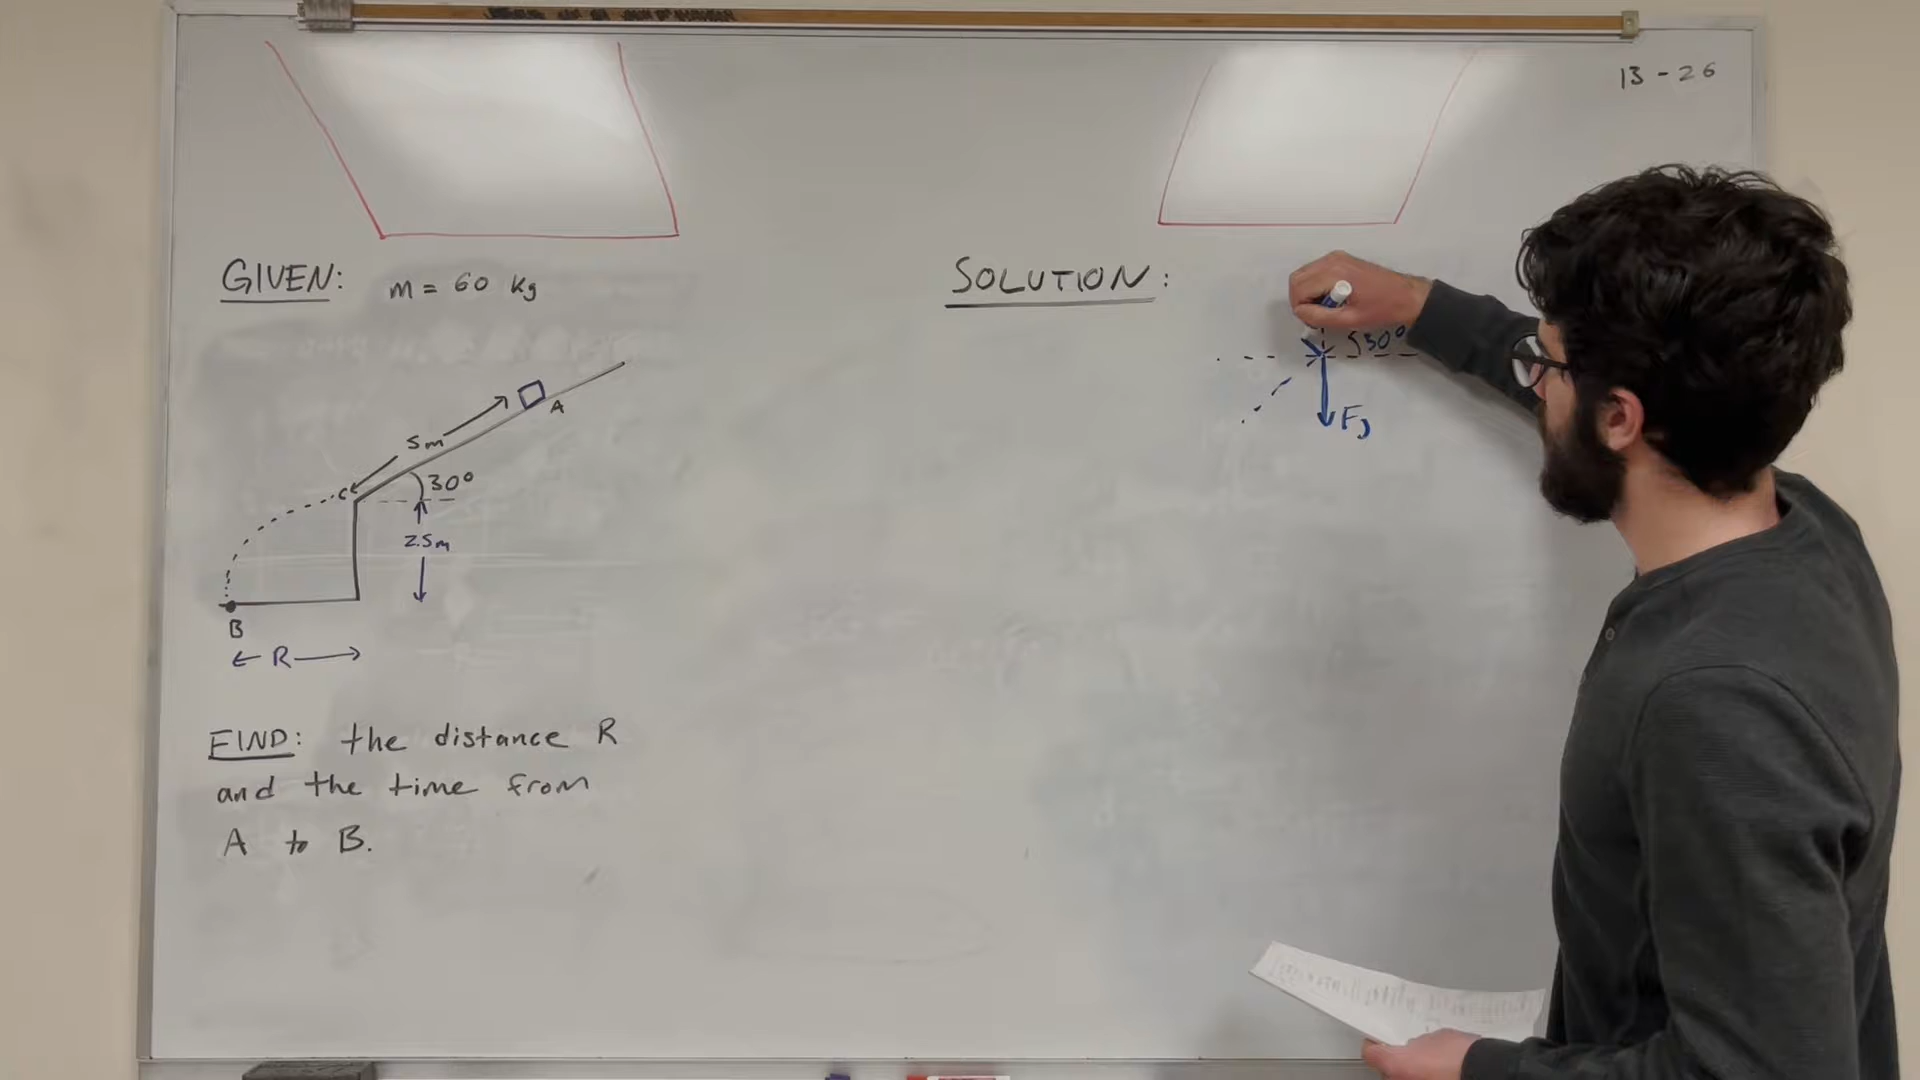 13-26
GIVEN: m = 60 kg
SOLUTION:
30°
Fg
A
5m
C
30°
2.5m
B
R
FIND: the distance R
and the time from
A to B.